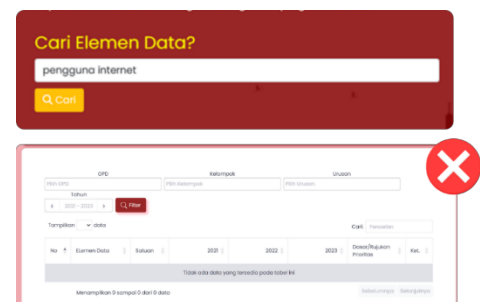 Cari Elemen Data?
pengguna internet
Cari
OPD Kelompok Urusan
Pilih OPD Pilih Kelompok Pilih Urusan
Tahun
2021 - 2023 Filter
Tampilkan data Cari: Pencarian
No Elemen Data Satuan 2021 2022 2023 Dasar/Rujukan Prioritas Ket.
Tidak ada data yang tersedia pada tabel ini
Menampilkan 0 sampai 0 dari 0 data Sebelumnya Selanjutnya